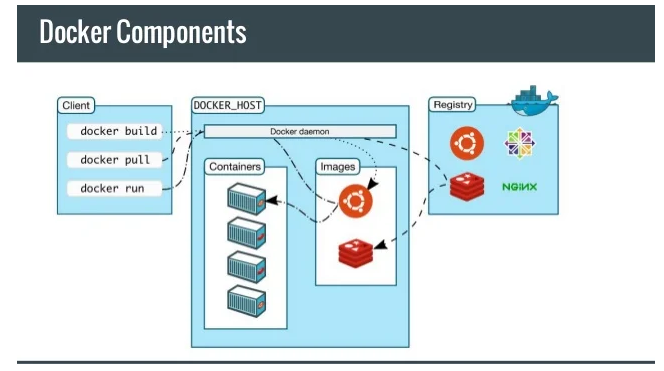 Docker Components
Client
docker build
docker pull
docker run
DOCKER_HOST
Docker daemon
Containers
Images
Registry
NGINX